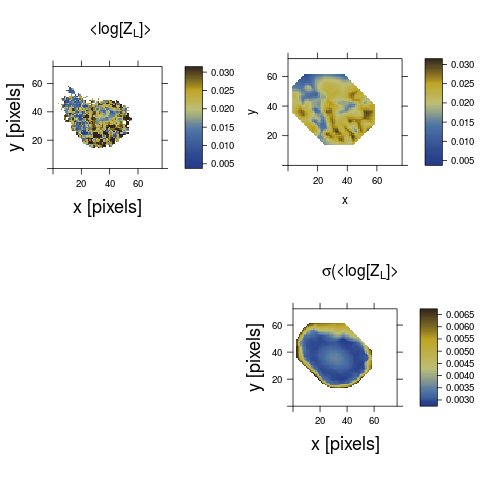 <log[Z_L]>
60
40
20
20 40 60
x [pixels]
y [pixels]
0.030
0.025
0.020
0.015
0.010
0.005
60
40
20
20 40 60
x
y
0.030
0.025
0.020
0.015
0.010
0.005
σ(<log[Z_L]>
60
40
20
20 40 60
x [pixels]
y [pixels]
0.0065
0.0060
0.0055
0.0050
0.0045
0.0040
0.0035
0.0030